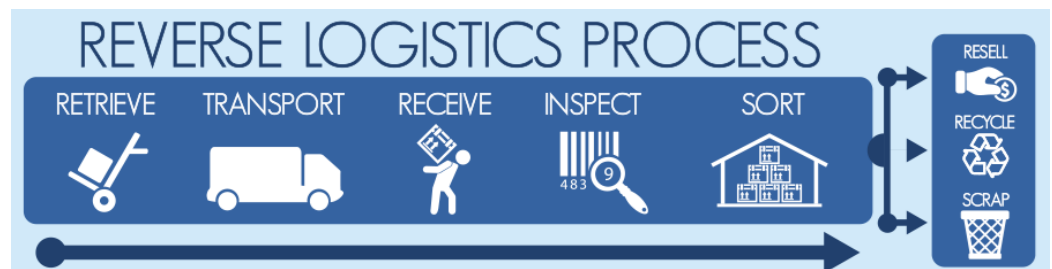 REVERSE LOGISTICS PROCESS
RETRIEVE TRANSPORT RECEIVE INSPECT SORT
483 9
RESELL
$
RECYCLE
SCRAP